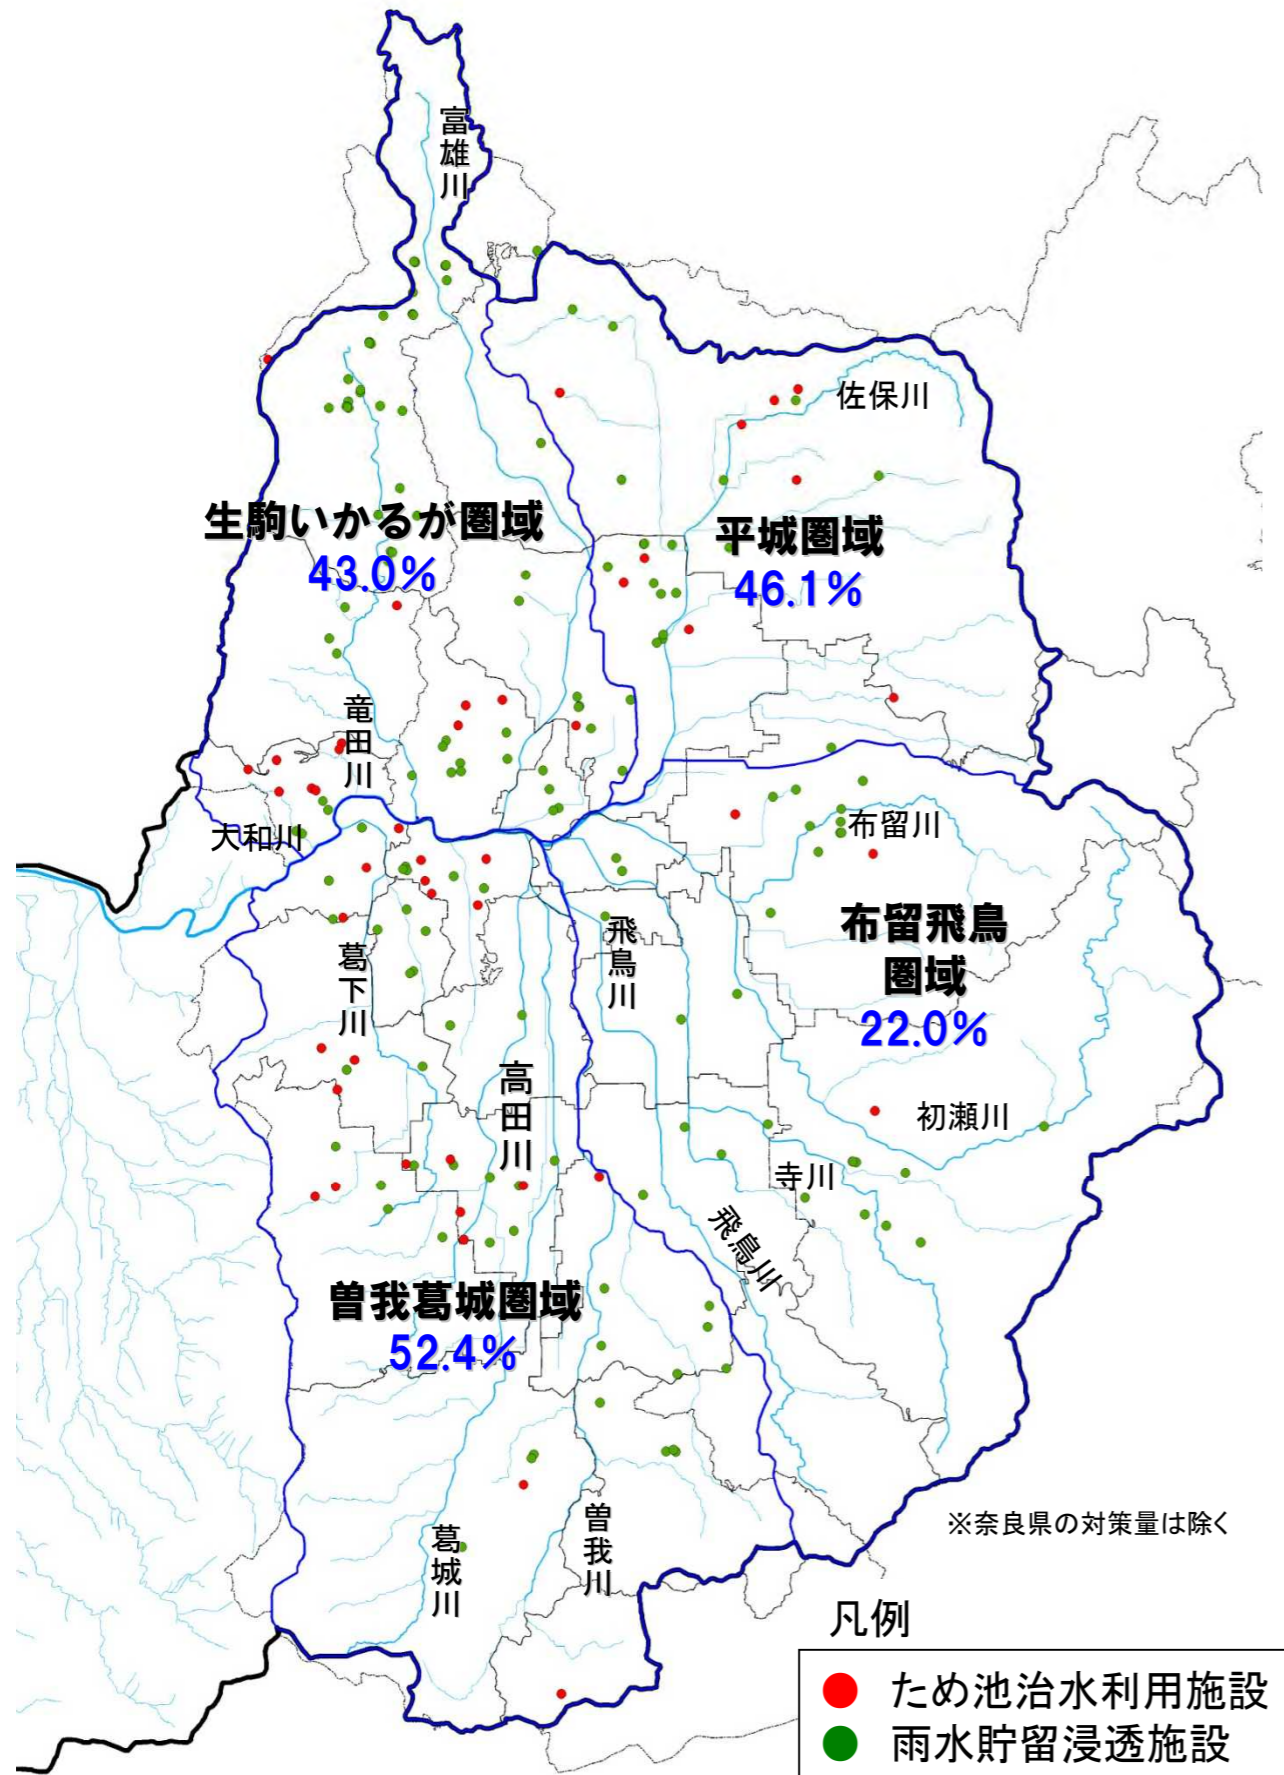 富雄川
佐保川
生駒いかるが圏域
43.0%
平城圏域
46.1%
竜田川
大和川
布留川
布留飛鳥
圏域
22.0%
飛鳥川
葛下川
高田川
初瀬川
寺川
飛鳥川
曽我葛城圏域
52.4%
葛城川
曽我川
※奈良県の対策量は除く
凡例
ため池治水利用施設
雨水貯留浸透施設